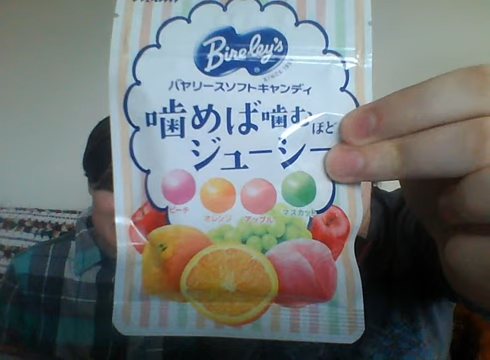 Bireley's
SINCE 1923
バヤリースソフトキャンディ
噛めば噛むほど
ジューシー
ピーチ
オレンジ
アップル
マスカット